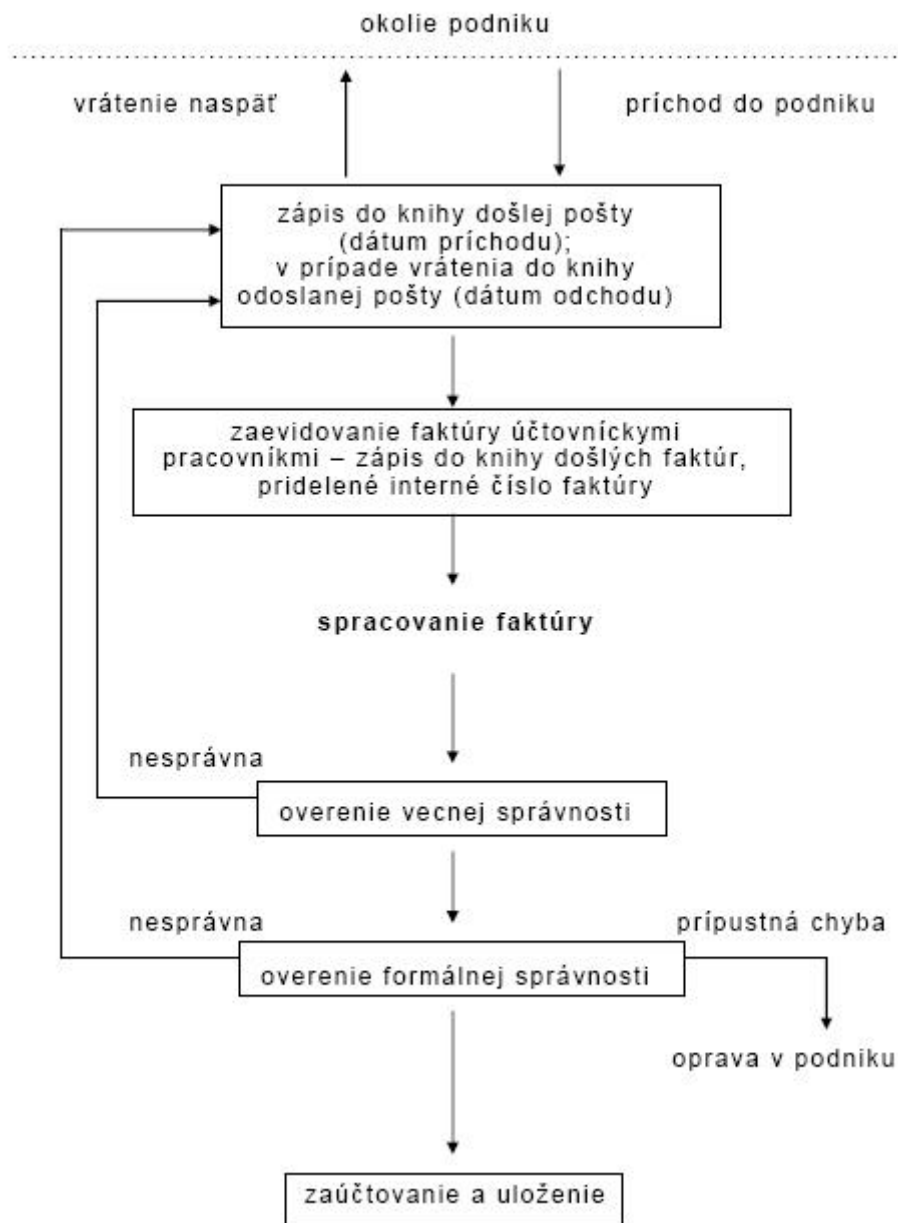 okolie podniku
vrátenie naspäť
príchod do podniku
zápis do knihy došlej pošty
(dátum príchodu);
v prípade vrátenia do knihy
odoslanej pošty (dátum odchodu)
zaevidovanie faktúry účtovníckymi
pracovníkmi – zápis do knihy došlých faktúr,
pridelené interné číslo faktúry
spracovanie faktúry
nesprávna
overenie vecnej správnosti
nesprávna
prípustná chyba
overenie formálnej správnosti
oprava v podniku
zaúčtovanie a uloženie